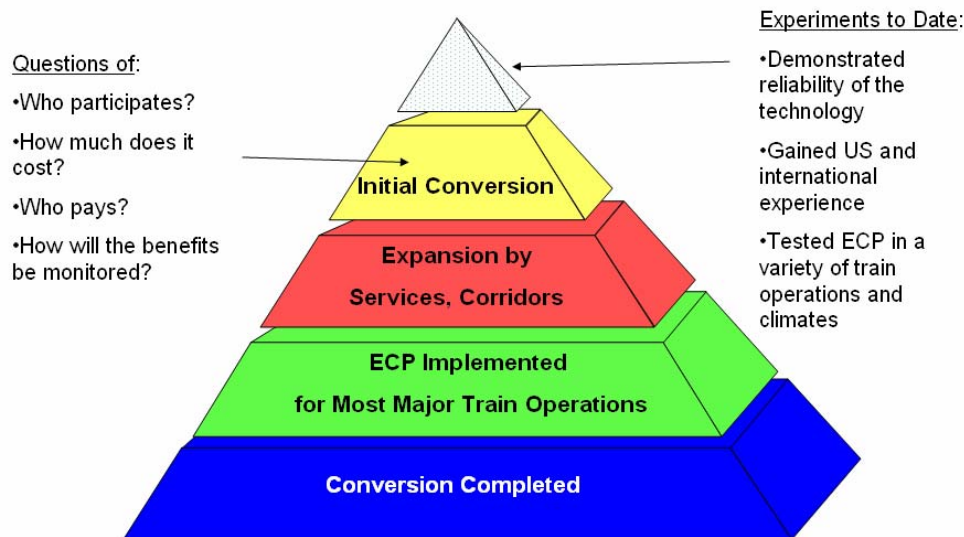 Questions of:
•Who participates?
•How much does it
cost?
•Who pays?
•How will the benefits
be monitored?
Experiments to Date:
•Demonstrated
reliability of the
technology
•Gained US and
international
experience
•Tested ECP in a
variety of train
operations and
climates
Initial Conversion
Expansion by
Services, Corridors
ECP Implemented
for Most Major Train Operations
Conversion Completed